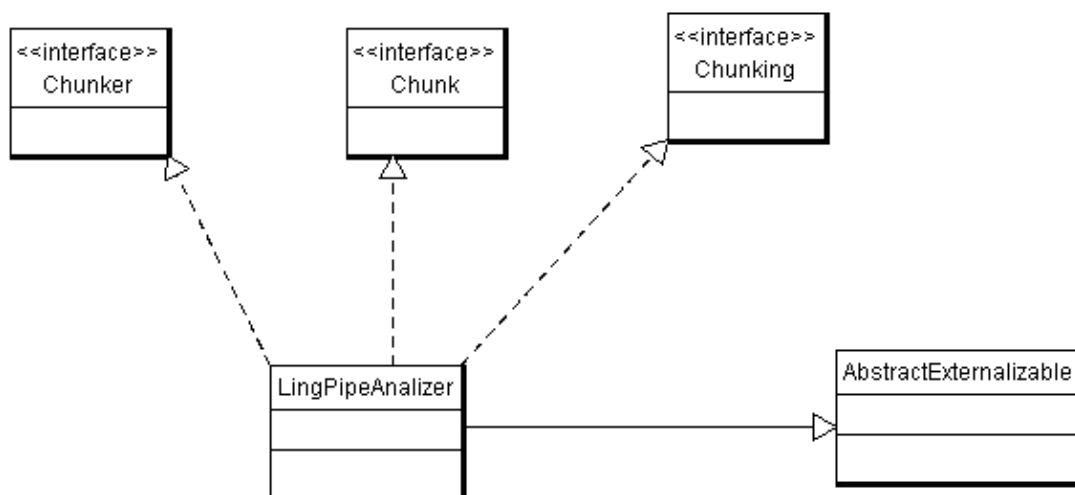 <<interface>>
Chunker
<<interface>>
Chunk
<<interface>>
Chunking
LingPipeAnalizer
AbstractExternalizable